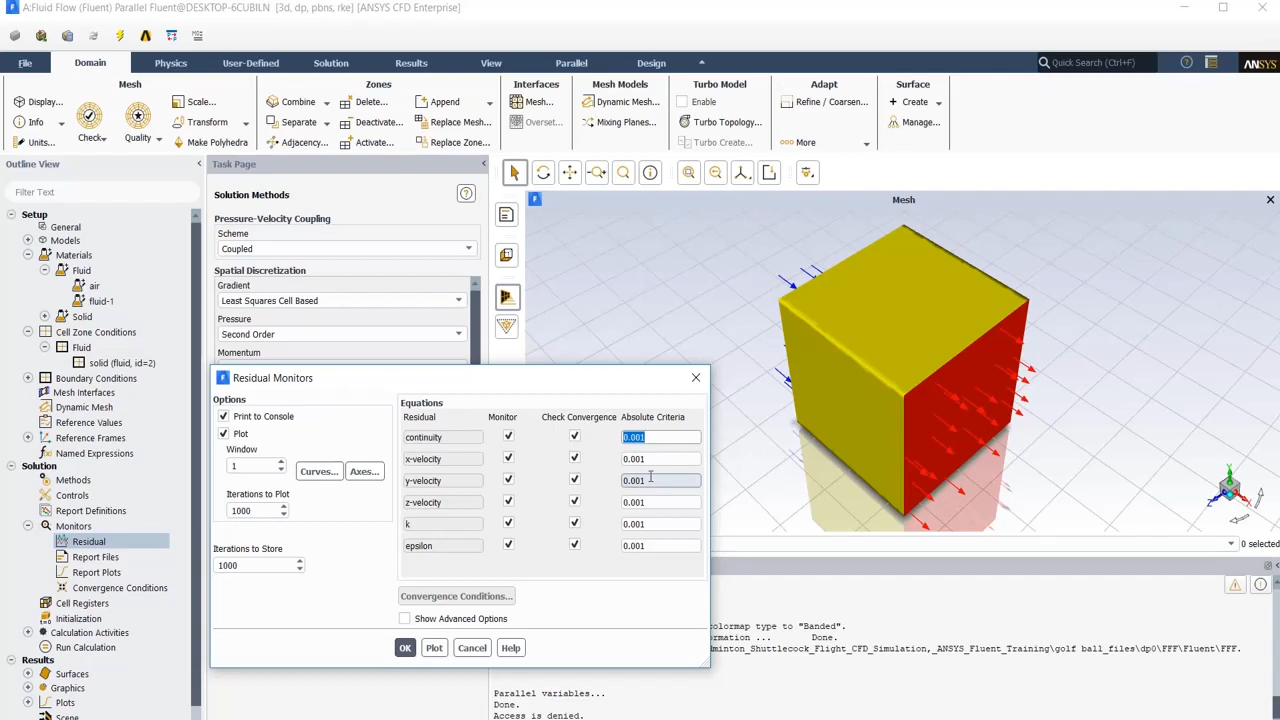 A:Fluid Flow (Fluent) Parallel Fluent@DESKTOP-6CUBILN [3d, dp, pbns, rke] [ANSYS CFD Enterprise]
File Domain Physics User-Defined Solution Results View Parallel Design Quick Search (Ctrl+F) ANSYS
Mesh Zones Interfaces Mesh Models Turbo Model Adapt Surface
Display... Scale... Combine Delete... Append Mesh... Dynamic Mesh... Enable Refine / Coarsen... Create
Info Transform Separate Deactivate... Replace Mesh... Overset... Mixing Planes... Turbo Topology... Manage...
Units... Check Quality Make Polyhedra Adjacency... Activate... Replace Zone... Turbo Create... More
Outline View
Filter Text
Setup
General
Models
Materials
Fluid
air
fluid-1
Solid
Cell Zone Conditions
Fluid
solid (fluid, id=2)
Boundary Conditions
Mesh Interfaces
Dynamic Mesh
Reference Values
Reference Frames
Named Expressions
Solution
Methods
Controls
Report Definitions
Monitors
Residual
Report Files
Report Plots
Convergence Conditions
Cell Registers
Initialization
Calculation Activities
Run Calculation
Results
Surfaces
Graphics
Plots
Scene
Task Page
Solution Methods
Pressure-Velocity Coupling
Scheme
Coupled
Spatial Discretization
Gradient
Least Squares Cell Based
Pressure
Second Order
Momentum
Mesh
Residual Monitors
Options
Print to Console
Plot
Window
1 Curves... Axes...
Iterations to Plot
1000
Iterations to Store
1000
Equations
Residual Monitor Check Convergence Absolute Criteria
continuity 0.001
x-velocity 0.001
y-velocity 0.001
z-velocity 0.001
k 0.001
epsilon 0.001
Convergence Conditions...
Show Advanced Options
OK Plot Cancel Help
Y
Z
X
0 selected
colormap type to "Banded".
ormation ... Done.
dminton_Shuttlecock_Flight_CFD_Simulation,_ANSYS_Fluent_Training\golf ball_files\dp0\FFF\Fluent\FFF.
Parallel variables...
Done.
Access is denied.